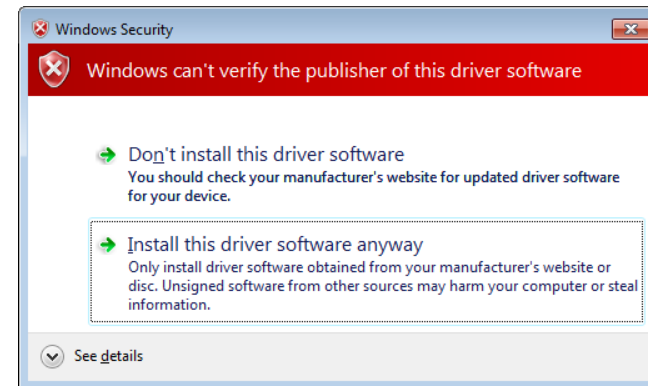 Windows Security
Windows can't verify the publisher of this driver software
Don't install this driver software
You should check your manufacturer's website for updated driver software
for your device.
Install this driver software anyway
Only install driver software obtained from your manufacturer's website or
disc. Unsigned software from other sources may harm your computer or steal
information.
See details